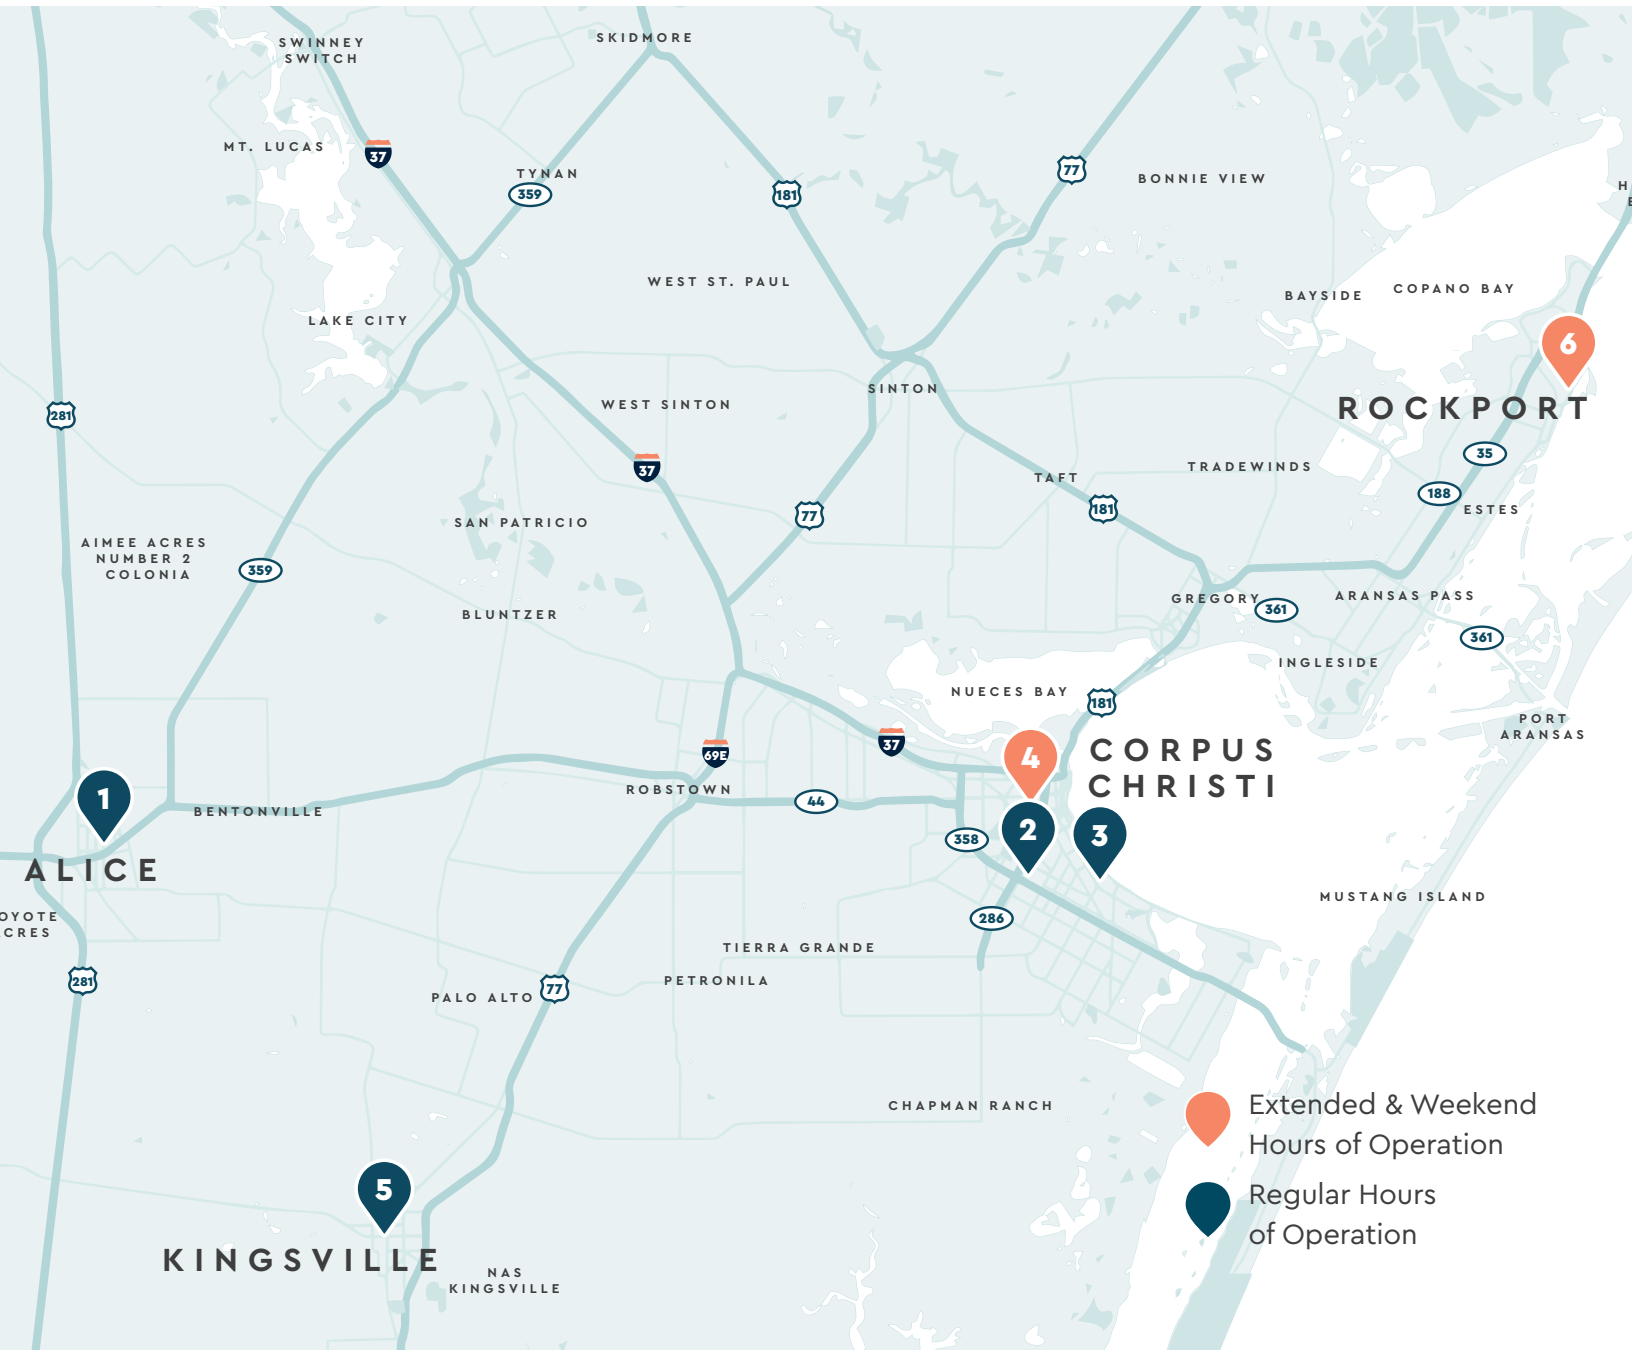 SWINNEY
SWITCH
SKIDMORE
MT. LUCAS
37
TYNAN
359
181
77
BONNIE VIEW
H
E
WEST ST. PAUL
BAYSIDE
COPANO BAY
LAKE CITY
6
SINTON
WEST SINTON
ROCKPORT
281
37
35
TRADEWINDS
TAFT
188
181
ESTES
77
SAN PATRICIO
AIMEE ACRES
NUMBER 2
COLONIA
359
GREGORY
361
ARANSAS PASS
BLUNTZER
361
INGLESIDE
NUECES BAY
181
PORT
ARANSAS
37
69E
4
CORPUS
CHRISTI
ROBSTOWN
1
44
BENTONVILLE
2
3
358
ALICE
MUSTANG ISLAND
OYOTE
CRES
286
TIERRA GRANDE
281
PETRONILA
77
PALO ALTO
CHAPMAN RANCH
Extended & Weekend
Hours of Operation
5
Regular Hours
of Operation
KINGSVILLE
NAS
KINGSVILLE